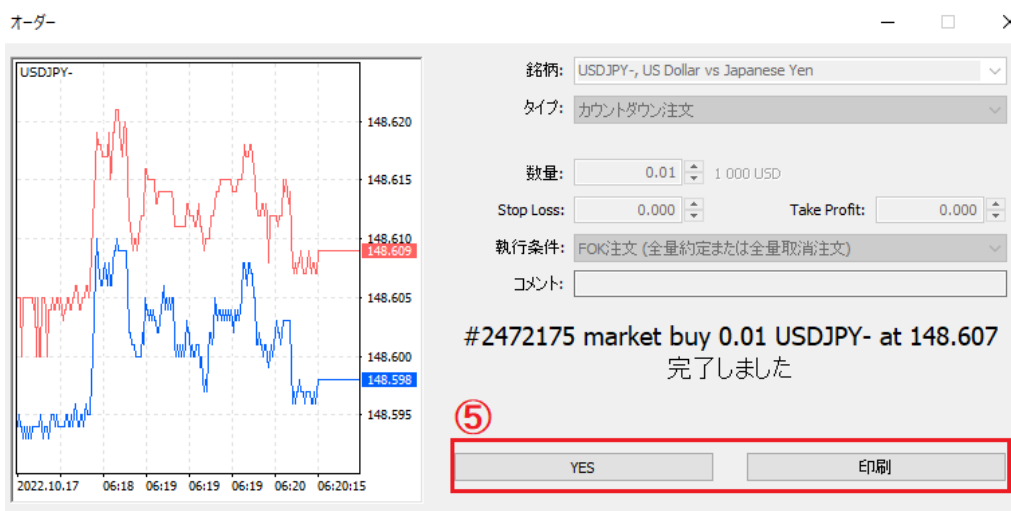 オーダー
USDJPY-
148.620
148.615
148.610
148.609
148.605
148.600
148.598
148.595
2022.10.17 06:18 06:19 06:19 06:19 06:20 06:20:15
銘柄: USDJPY-, US Dollar vs Japanese Yen
タイプ: カウントダウン注文
数量: 0.01 1 000 USD
Stop Loss: 0.000 Take Profit: 0.000
執行条件: FOK注文 (全量約定または全量取消注文)
コメント:
#2472175 market buy 0.01 USDJPY- at 148.607
完了しました
⑤
YES 印刷